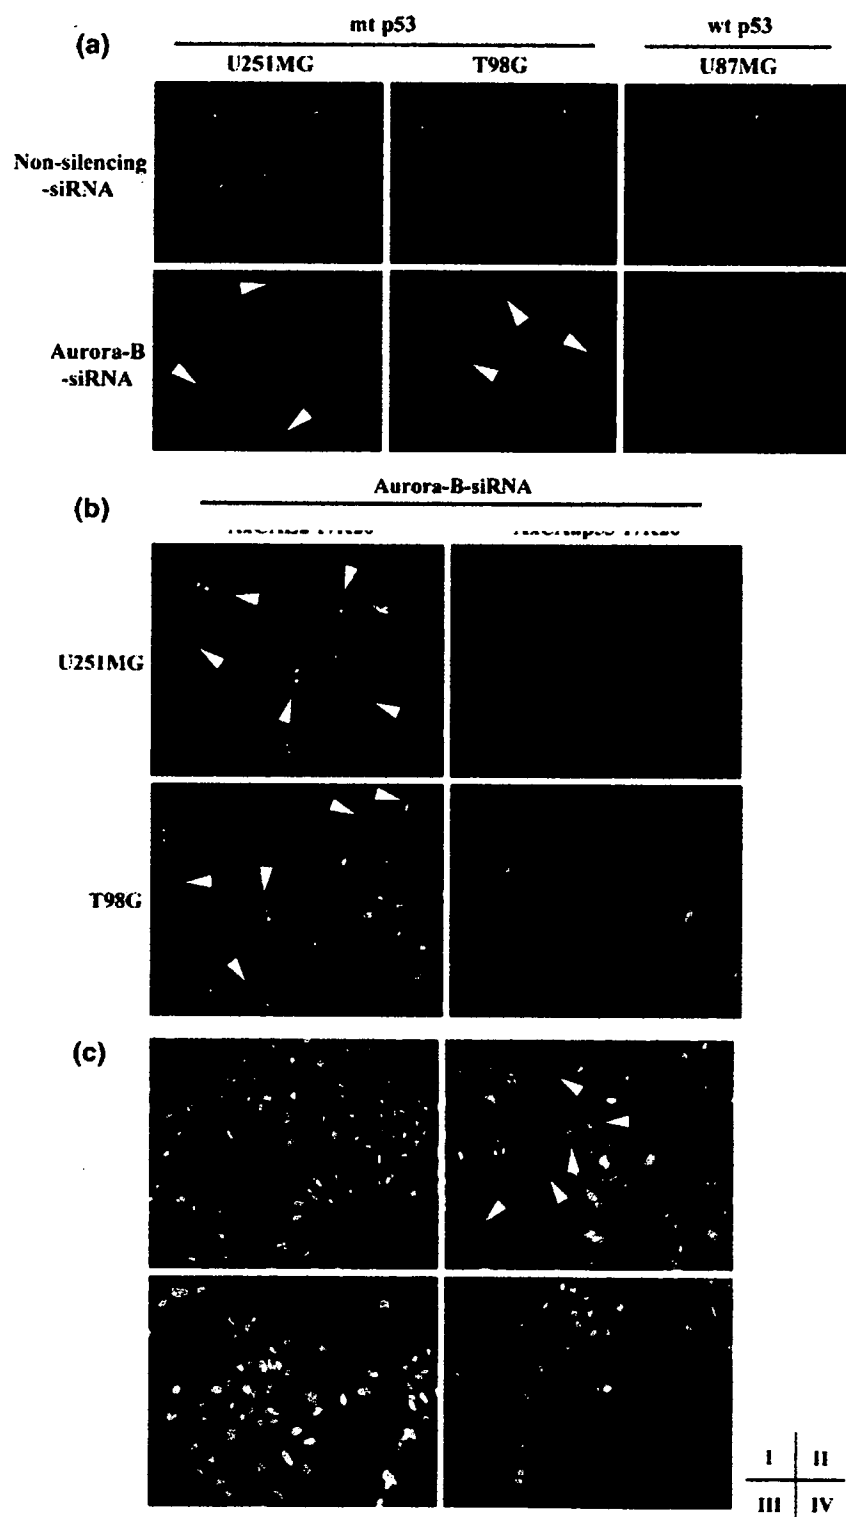 (a)
mt p53
wt p53
U251MG
T98G
U87MG
Non-silencing
-siRNA
Aurora-B
-siRNA
(b)
Aurora-B-siRNA
U251MG
T98G
(c)
I
II
III
IV